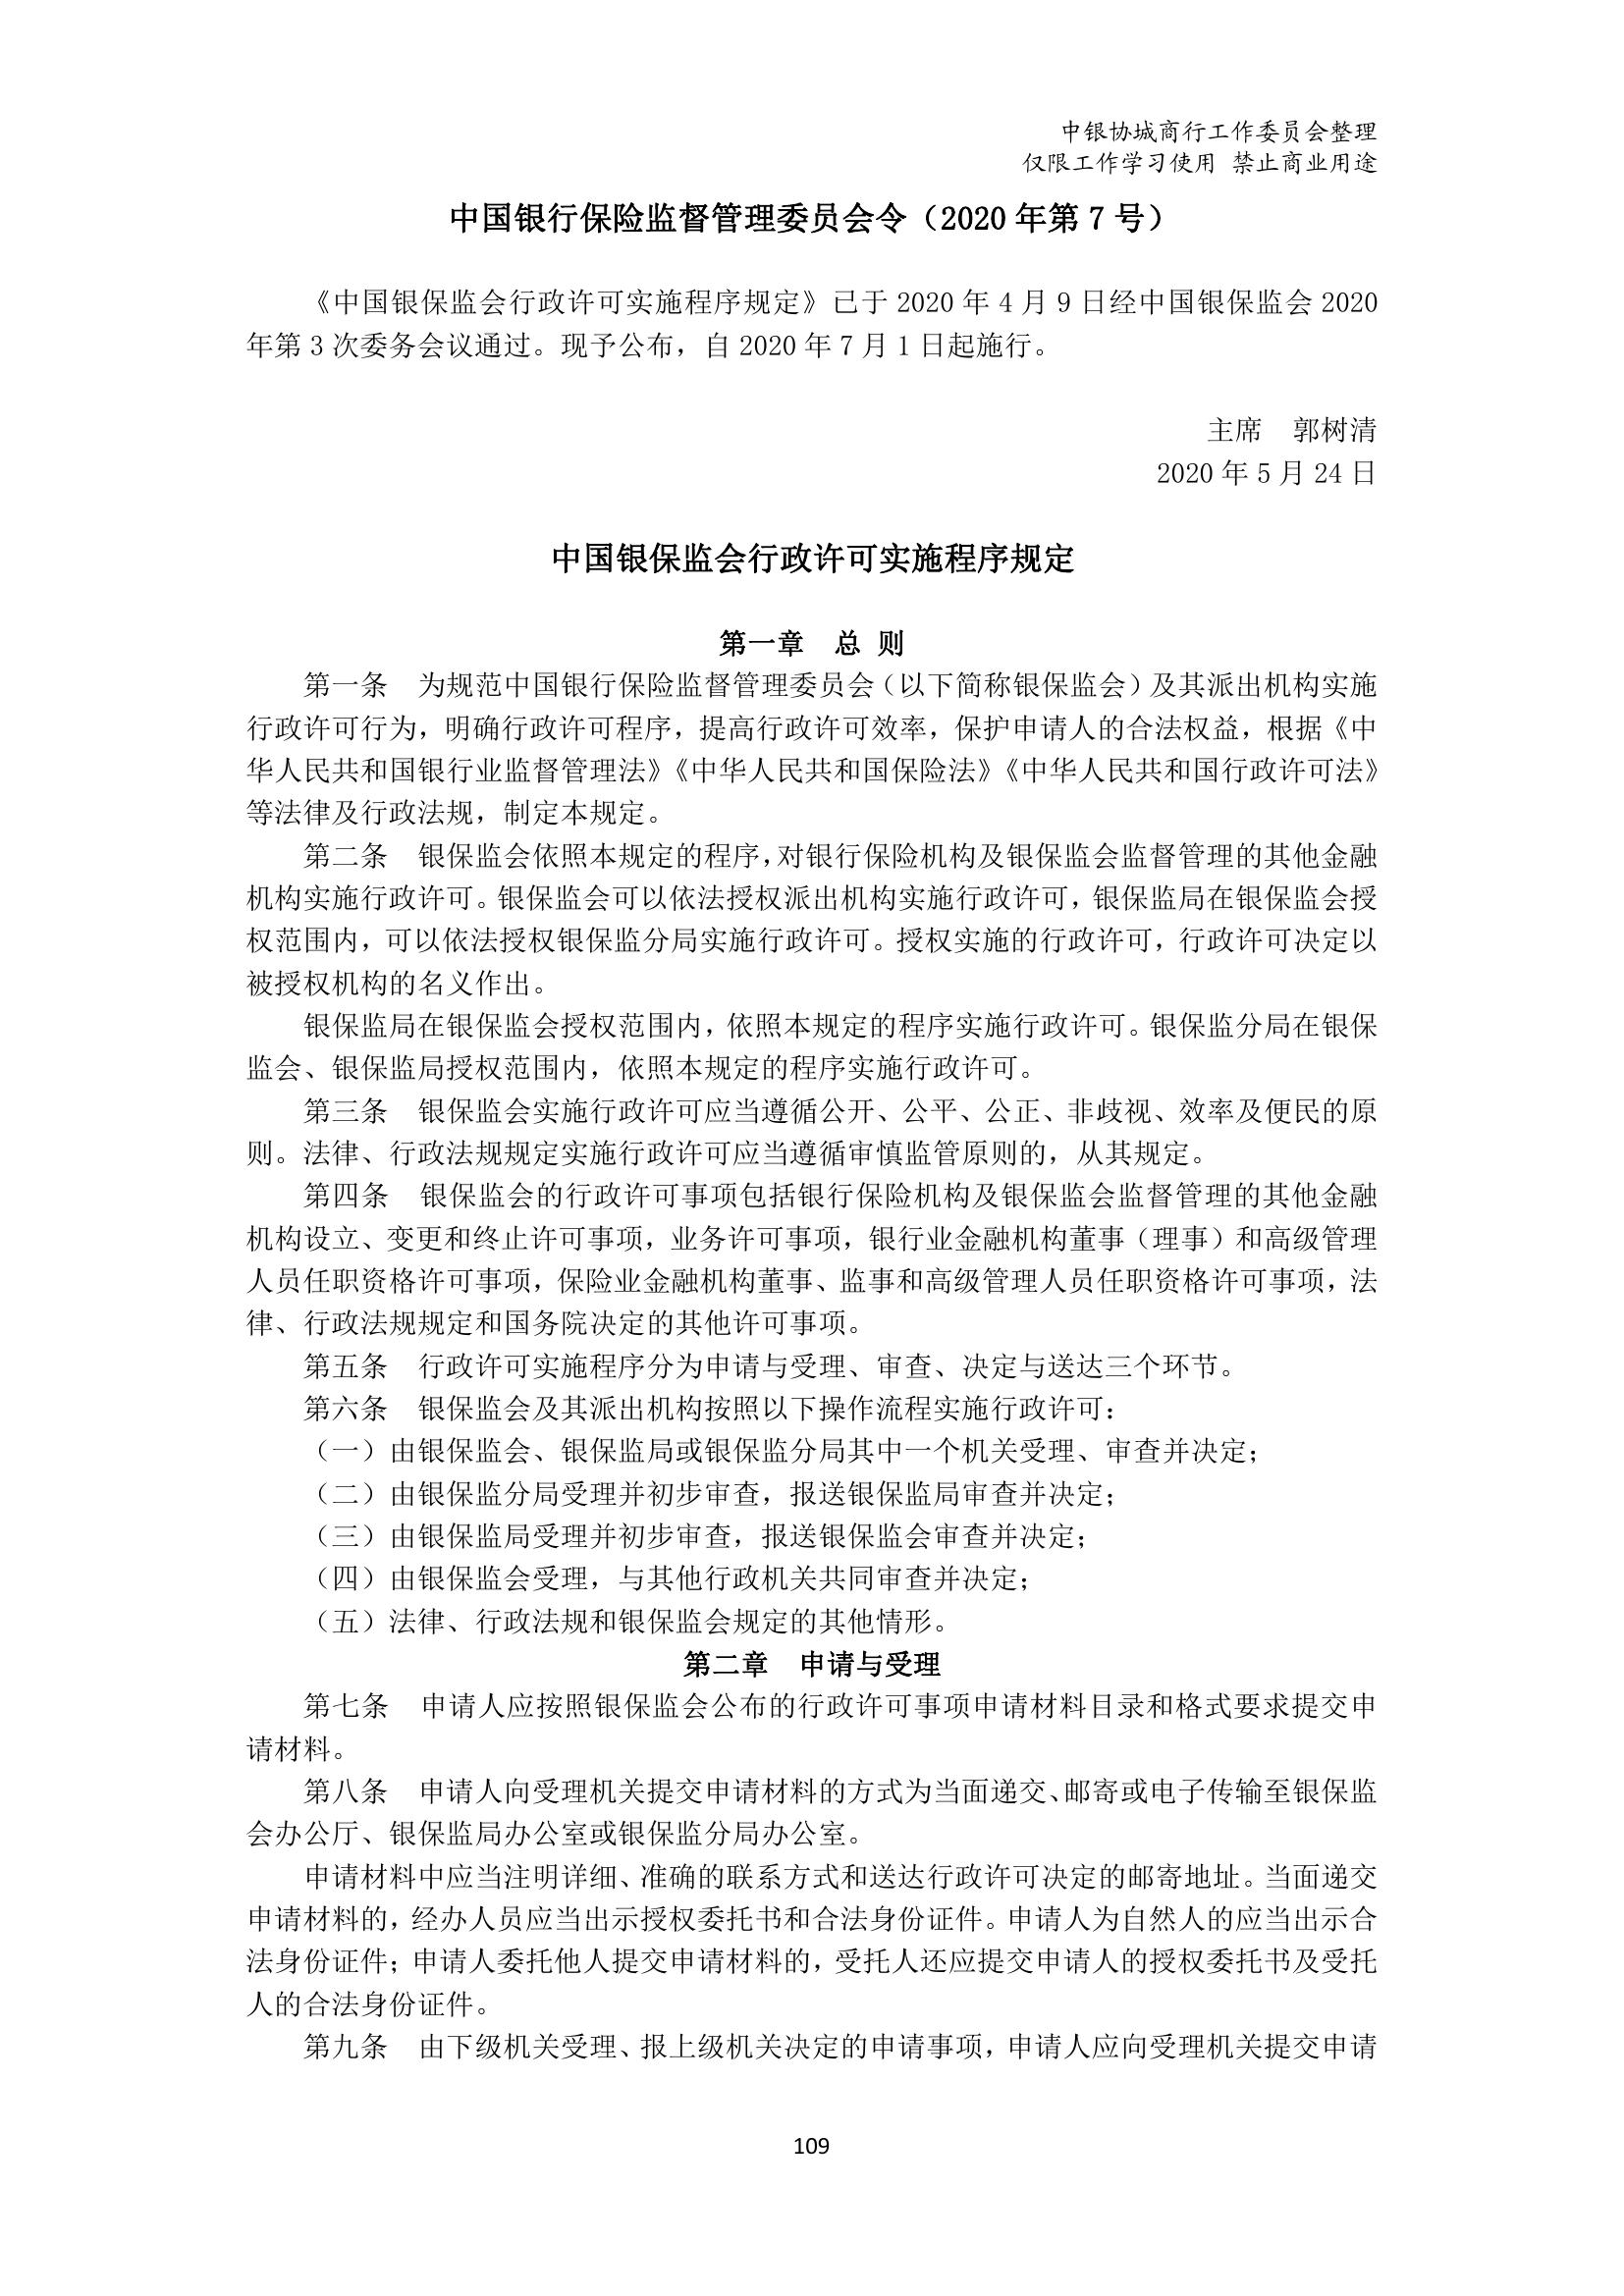 中银协城商行工作委员会整理
仅限工作学习使用 禁止商业用途
中国银行保险监督管理委员会令（2020 年第 7 号）
《中国银保监会行政许可实施程序规定》已于 2020 年 4 月 9 日经中国银保监会 2020
年第 3 次委务会议通过。现予公布，自 2020 年 7 月 1 日起施行。
主席　郭树清
2020 年 5 月 24 日
中国银保监会行政许可实施程序规定
第一章　总 则
第一条　为规范中国银行保险监督管理委员会（以下简称银保监会）及其派出机构实施
行政许可行为，明确行政许可程序，提高行政许可效率，保护申请人的合法权益，根据《中
华人民共和国银行业监督管理法》《中华人民共和国保险法》《中华人民共和国行政许可法》
等法律及行政法规，制定本规定。
第二条　银保监会依照本规定的程序，对银行保险机构及银保监会监督管理的其他金融
机构实施行政许可。银保监会可以依法授权派出机构实施行政许可，银保监局在银保监会授
权范围内，可以依法授权银保监分局实施行政许可。授权实施的行政许可，行政许可决定以
被授权机构的名义作出。
银保监局在银保监会授权范围内，依照本规定的程序实施行政许可。银保监分局在银保
监会、银保监局授权范围内，依照本规定的程序实施行政许可。
第三条　银保监会实施行政许可应当遵循公开、公平、公正、非歧视、效率及便民的原
则。法律、行政法规规定实施行政许可应当遵循审慎监管原则的，从其规定。
第四条　银保监会的行政许可事项包括银行保险机构及银保监会监督管理的其他金融
机构设立、变更和终止许可事项，业务许可事项，银行业金融机构董事（理事）和高级管理
人员任职资格许可事项，保险业金融机构董事、监事和高级管理人员任职资格许可事项，法
律、行政法规规定和国务院决定的其他许可事项。
第五条　行政许可实施程序分为申请与受理、审查、决定与送达三个环节。
第六条　银保监会及其派出机构按照以下操作流程实施行政许可：
（一）由银保监会、银保监局或银保监分局其中一个机关受理、审查并决定；
（二）由银保监分局受理并初步审查，报送银保监局审查并决定；
（三）由银保监局受理并初步审查，报送银保监会审查并决定；
（四）由银保监会受理，与其他行政机关共同审查并决定；
（五）法律、行政法规和银保监会规定的其他情形。
第二章　申请与受理
第七条　申请人应按照银保监会公布的行政许可事项申请材料目录和格式要求提交申
请材料。
第八条　申请人向受理机关提交申请材料的方式为当面递交、邮寄或电子传输至银保监
会办公厅、银保监局办公室或银保监分局办公室。
申请材料中应当注明详细、准确的联系方式和送达行政许可决定的邮寄地址。当面递交
申请材料的，经办人员应当出示授权委托书和合法身份证件。申请人为自然人的应当出示合
法身份证件；申请人委托他人提交申请材料的，受托人还应提交申请人的授权委托书及受托
人的合法身份证件。
第九条　由下级机关受理、报上级机关决定的申请事项，申请人应向受理机关提交申请
109